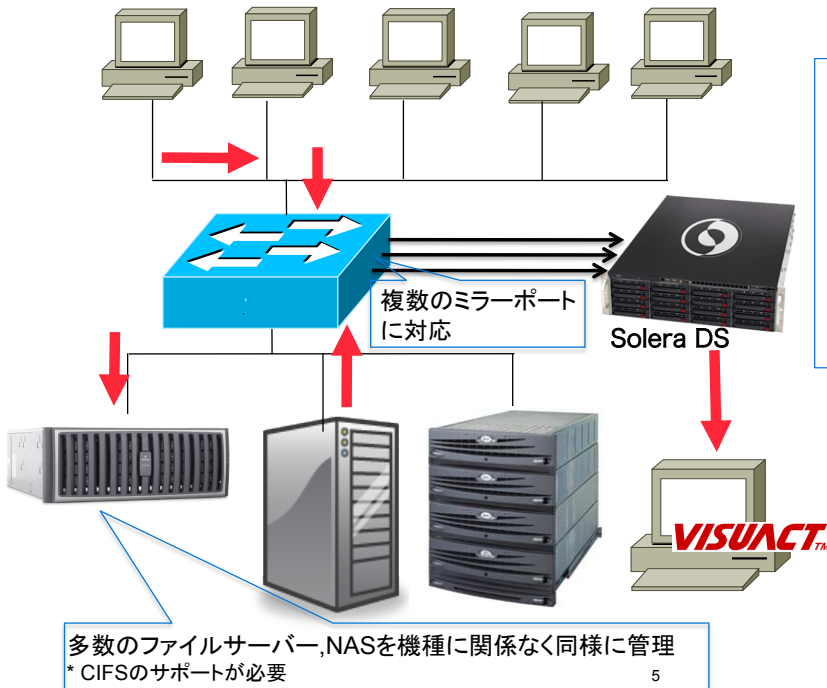 複数のミラーポート
に対応
Solera DS
VISUACT™
多数のファイルサーバー,NASを機種に関係なく同様に管理
* CIFSのサポートが必要
5